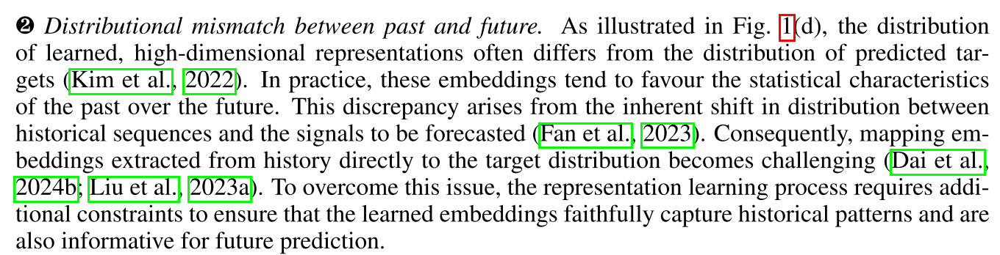 ❷ Distributional mismatch between past and future. As illustrated in Fig. 1(d), the distribution
of learned, high-dimensional representations often differs from the distribution of predicted tar-
gets (Kim et al., 2022). In practice, these embeddings tend to favour the statistical characteristics
of the past over the future. This discrepancy arises from the inherent shift in distribution between
historical sequences and the signals to be forecasted (Fan et al., 2023). Consequently, mapping em-
beddings extracted from history directly to the target distribution becomes challenging (Dai et al.,
2024b; Liu et al., 2023a). To overcome this issue, the representation learning process requires addi-
tional constraints to ensure that the learned embeddings faithfully capture historical patterns and are
also informative for future prediction.